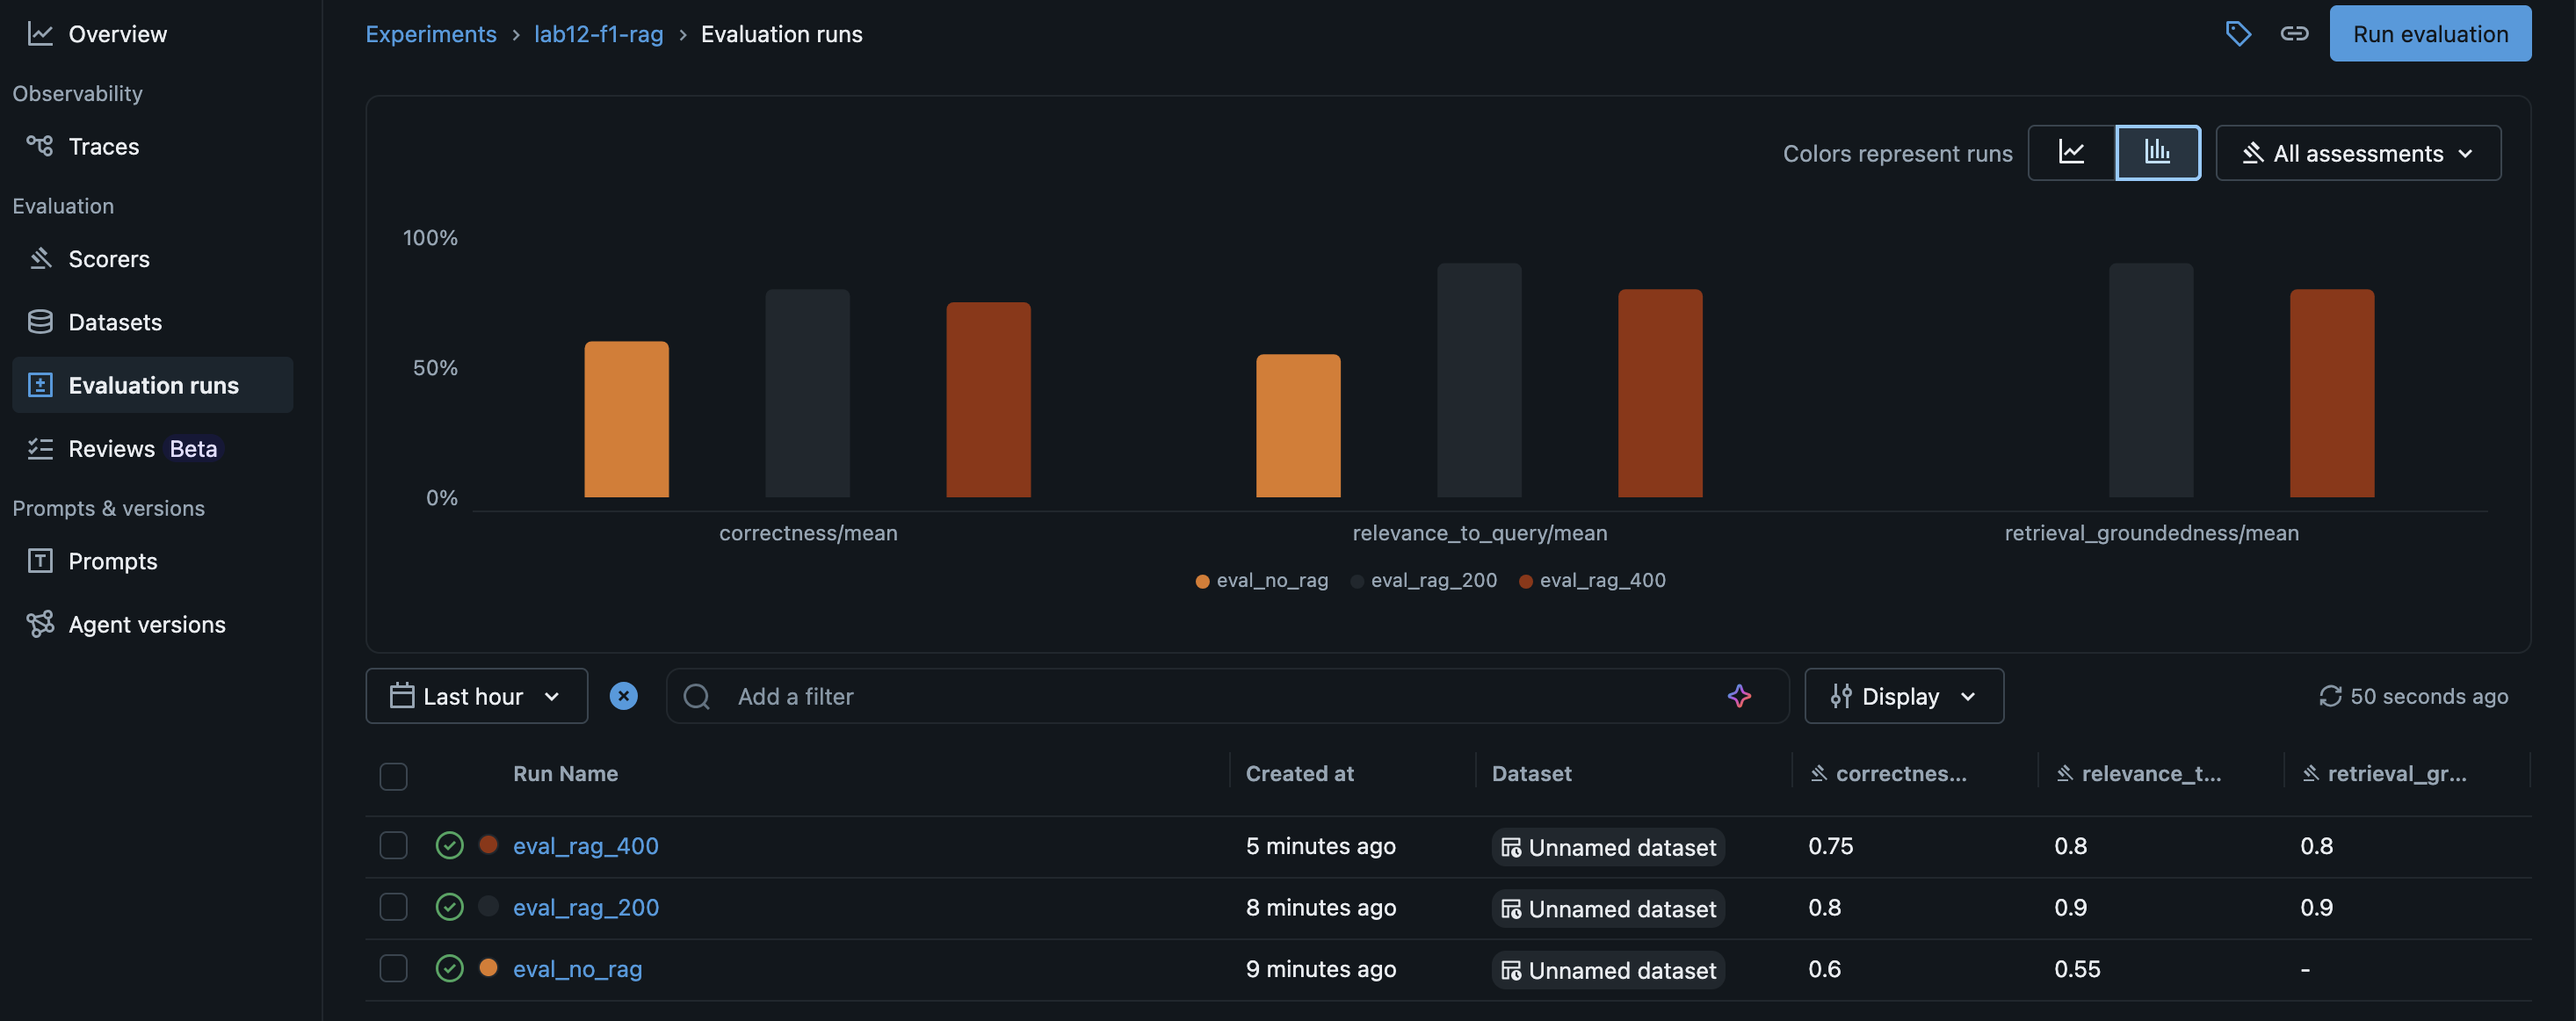 Overview
Observability
Traces
Evaluation
Scorers
Datasets
Evaluation runs
Reviews Beta
Prompts & versions
Prompts
Agent versions
Experiments > lab12-f1-rag > Evaluation runs
Run evaluation
Colors represent runs
All assessments
100%
50%
0%
correctness/mean
relevance_to_query/mean
retrieval_groundedness/mean
eval_no_rag eval_rag_200 eval_rag_400
Last hour
Add a filter
Display
50 seconds ago
Run Name Created at Dataset correctnes... relevance_t... retrieval_gr...
eval_rag_400 5 minutes ago Unnamed dataset 0.75 0.8 0.8
eval_rag_200 8 minutes ago Unnamed dataset 0.8 0.9 0.9
eval_no_rag 9 minutes ago Unnamed dataset 0.6 0.55 -